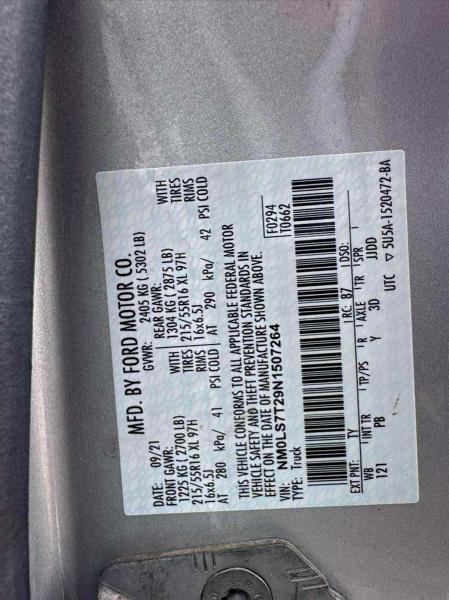 MFD. BY FORD MOTOR CO.
DATE: 09/21 GVWR: 2405 KG ( 5302 LB)
FRONT GAWR: REAR GAWR: WITH
1225 KG ( 2700 LB) WITH 1304 KG ( 2875 LB) TIRES
215/55R16 XL 97H TIRES 215/55R16 XL 97H RIMS
16x6.5J RIMS 16x6.5J
AT 280 kPa/ 41 PSI COLD AT 290 kPa/ 42 PSI COLD
THIS VEHICLE CONFORMS TO ALL APPLICABLE FEDERAL MOTOR
VEHICLE SAFETY AND THEFT PREVENTION STANDARDS IN
EFFECT ON THE DATE OF MANUFACTURE SHOWN ABOVE.
VIN: NM0LS7T29N1507264 F0294
TYPE: Truck T0662
EXT PNT: TV RC: 87 DSO:
WB INT TR TP/PS R AXLE TR SPR
121 PB Y 3D JJDD
UTC ▽ 5U5A-1520472-BA